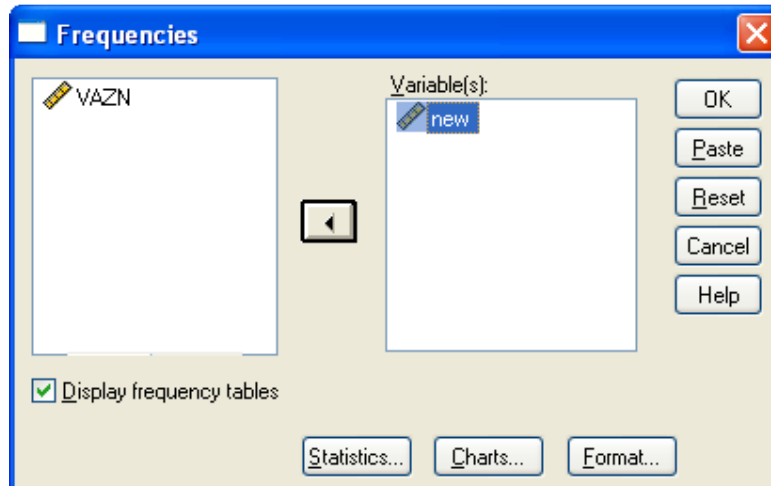 Frequencies
VAZN
Variable(s):
new
OK
Paste
Reset
Cancel
Help
Display frequency tables
Statistics...
Charts...
Format...